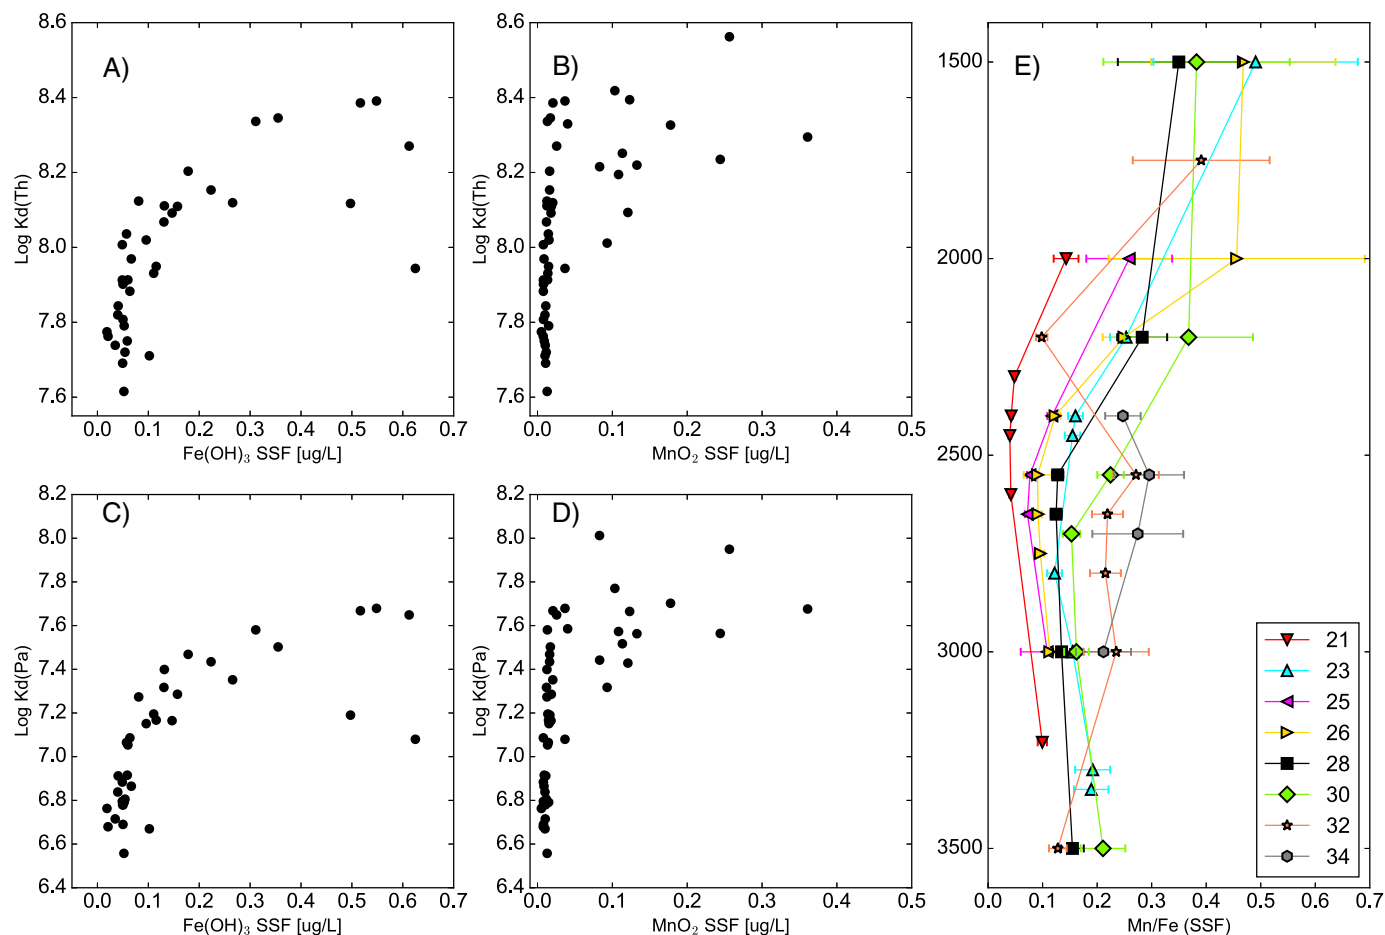 A)
8.6
8.4
8.2
8.0
7.8
7.6
Log Kd(Th)
0.0 0.1 0.2 0.3 0.4 0.5 0.6 0.7
Fe(OH)₃ SSF [ug/L]
B)
8.6
8.4
8.2
8.0
7.8
7.6
Log Kd(Th)
0.0 0.1 0.2 0.3 0.4 0.5
MnO₂ SSF [ug/L]
C)
8.2
8.0
7.8
7.6
7.4
7.2
7.0
6.8
6.6
6.4
Log Kd(Pa)
0.0 0.1 0.2 0.3 0.4 0.5 0.6 0.7
Fe(OH)₃ SSF [ug/L]
D)
8.2
8.0
7.8
7.6
7.4
7.2
7.0
6.8
6.6
6.4
Log Kd(Pa)
0.0 0.1 0.2 0.3 0.4 0.5
MnO₂ SSF [ug/L]
E)
1500
2000
2500
3000
3500
21
23
25
26
28
30
32
34
0.0 0.1 0.2 0.3 0.4 0.5 0.6 0.7
Mn/Fe (SSF)